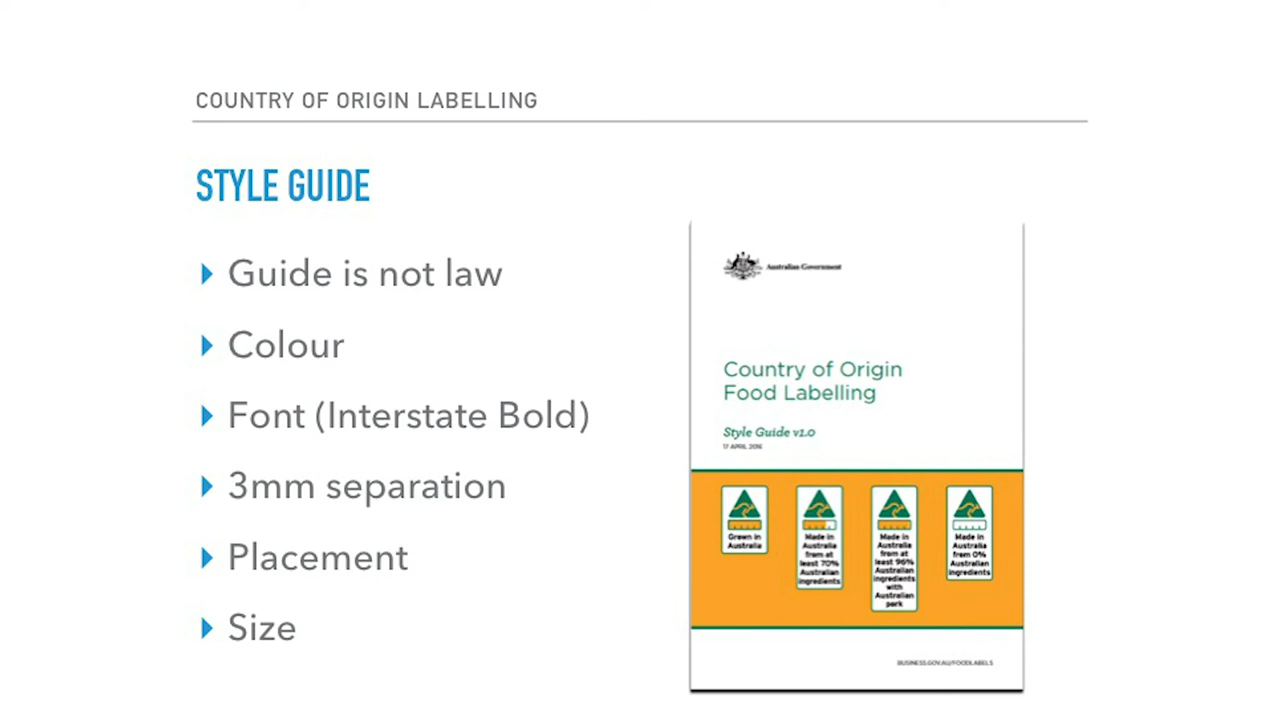 COUNTRY OF ORIGIN LABELLING
STYLE GUIDE
Guide is not law
Colour
Font (Interstate Bold)
3mm separation
Placement
Size
Australian Government
Country of Origin
Food Labelling
Style Guide v1.0
17 APRIL 2016
Grown in
Australia
Made in
Australia
from at
least 70%
Australian
ingredients
Made in
Australia
from at
least 96%
Australian
ingredients
with
Australian
pork
Made in
Australia
from 0%
Australian
ingredients
BUSINESS.GOV.AU/FOODLABELS